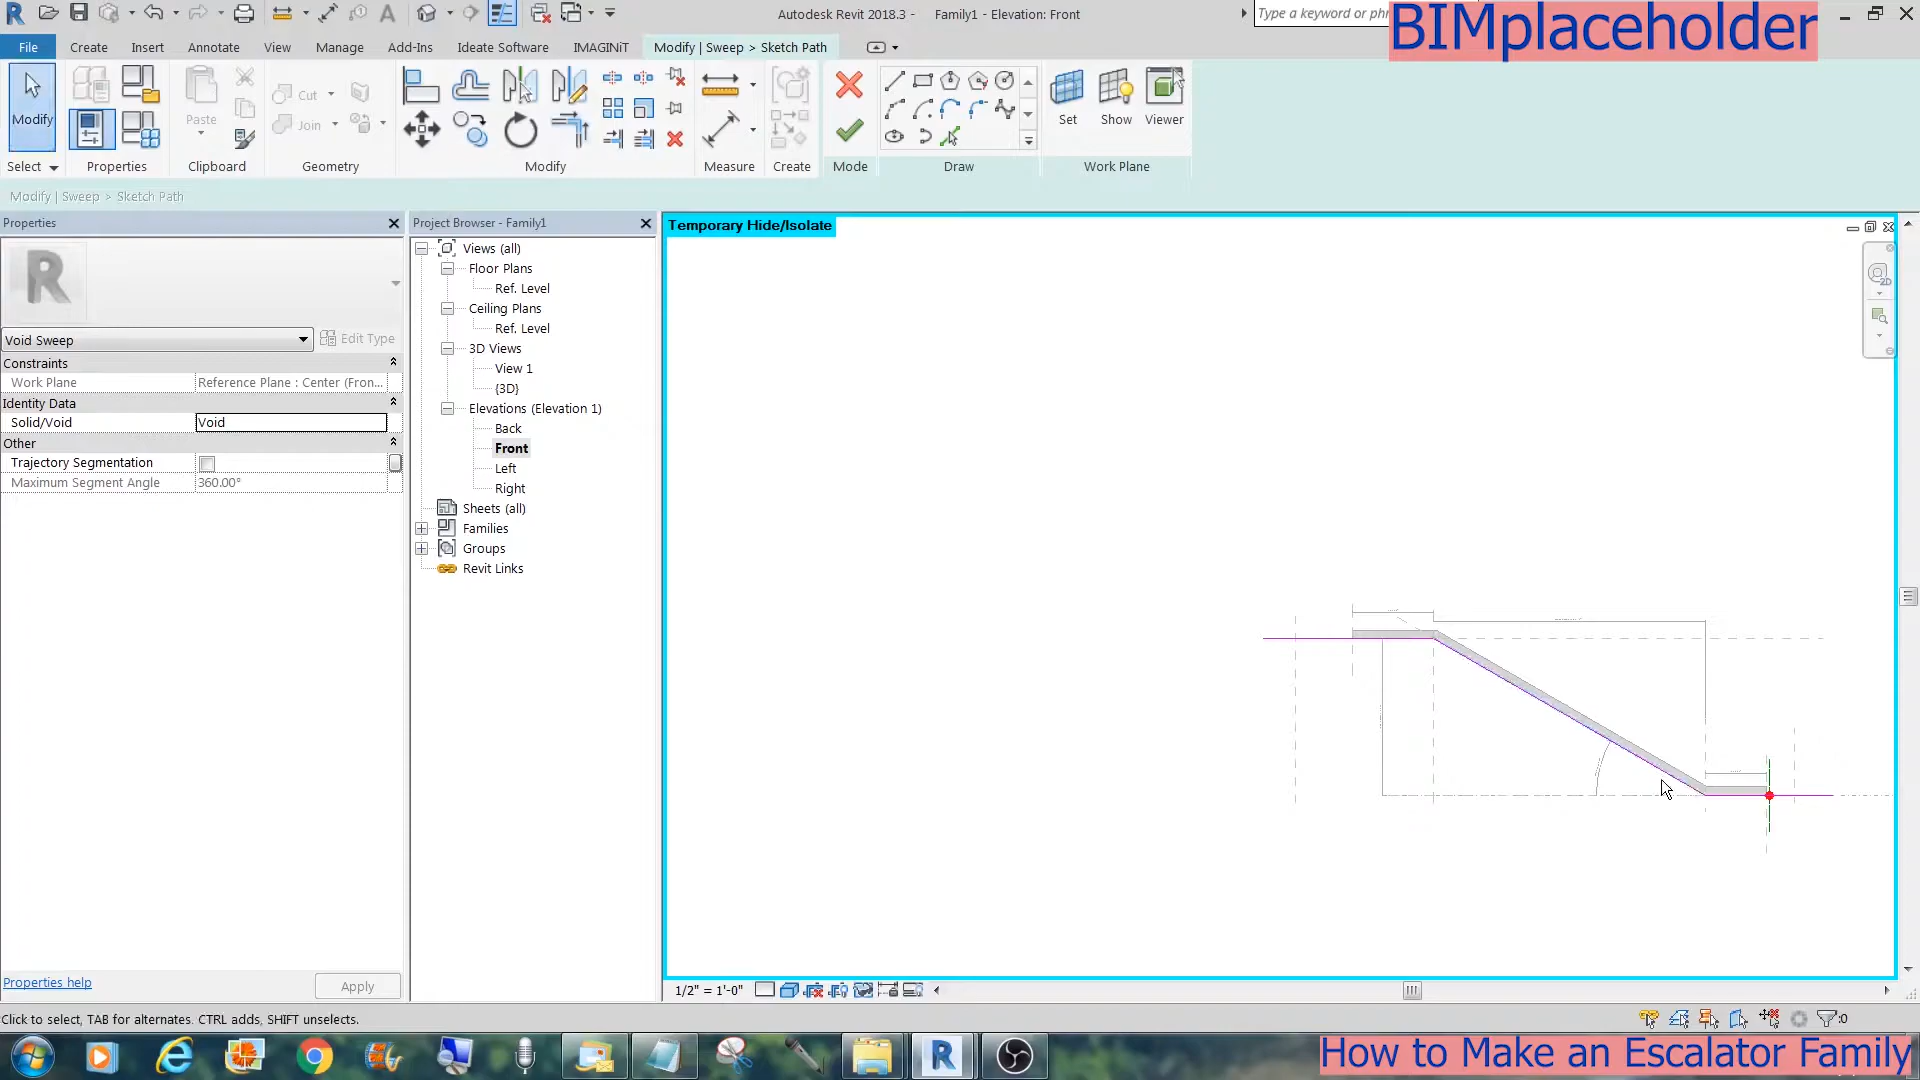 Autodesk Revit 2018.3 - Family1 - Elevation: Front
Type a keyword or phr
BIMplaceholder
File Create Insert Annotate View Manage Add-Ins Ideate Software IMAGINiT Modify | Sweep > Sketch Path
Modify
Paste
Cut
Join
Set Show Viewer
Select Properties Clipboard Geometry Modify Measure Create Mode Draw Work Plane
Modify | Sweep > Sketch Path
Properties
R
Void Sweep
Edit Type
Constraints
Work Plane Reference Plane : Center (Fron...
Identity Data
Solid/Void Void
Other
Trajectory Segmentation
Maximum Segment Angle 360.00°
Properties help
Apply
Project Browser - Family1
Views (all)
Floor Plans
Ref. Level
Ceiling Plans
Ref. Level
3D Views
View 1
{3D}
Elevations (Elevation 1)
Back
Front
Left
Right
Sheets (all)
Families
Groups
Revit Links
Temporary Hide/Isolate
2D
1/2" = 1'-0"
Click to select, TAB for alternates. CTRL adds, SHIFT unselects.
:0
How to Make an Escalator Family